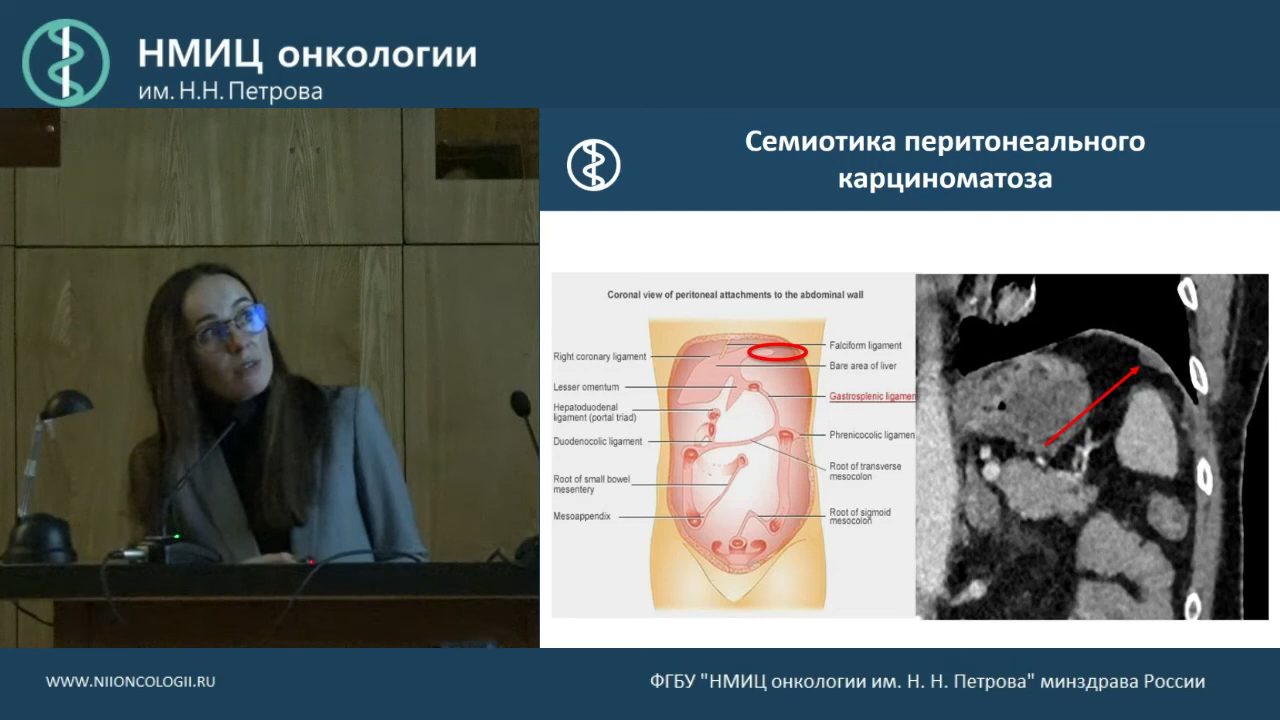 НМИЦ онкологии
им. Н.Н. Петрова
Семиотика перитонеального
карциноматоза
Coronal view of peritoneal attachments to the abdominal wall
Right coronary ligament
Lesser omentum
Hepatoduodenal
ligament (portal triad)
Duodenocolic ligament
Root of small bowel
mesentery
Mesoappendix
Falciform ligament
Bare area of liver
Gastrosplenic ligamen
Phrenicocolic ligamen
Root of transverse
mesocolon
Root of sigmoid
mesocolon
WWW.NIIONCOLOGII.RU
ФГБУ "НМИЦ онкологии им. Н. Н. Петрова" минздрава России